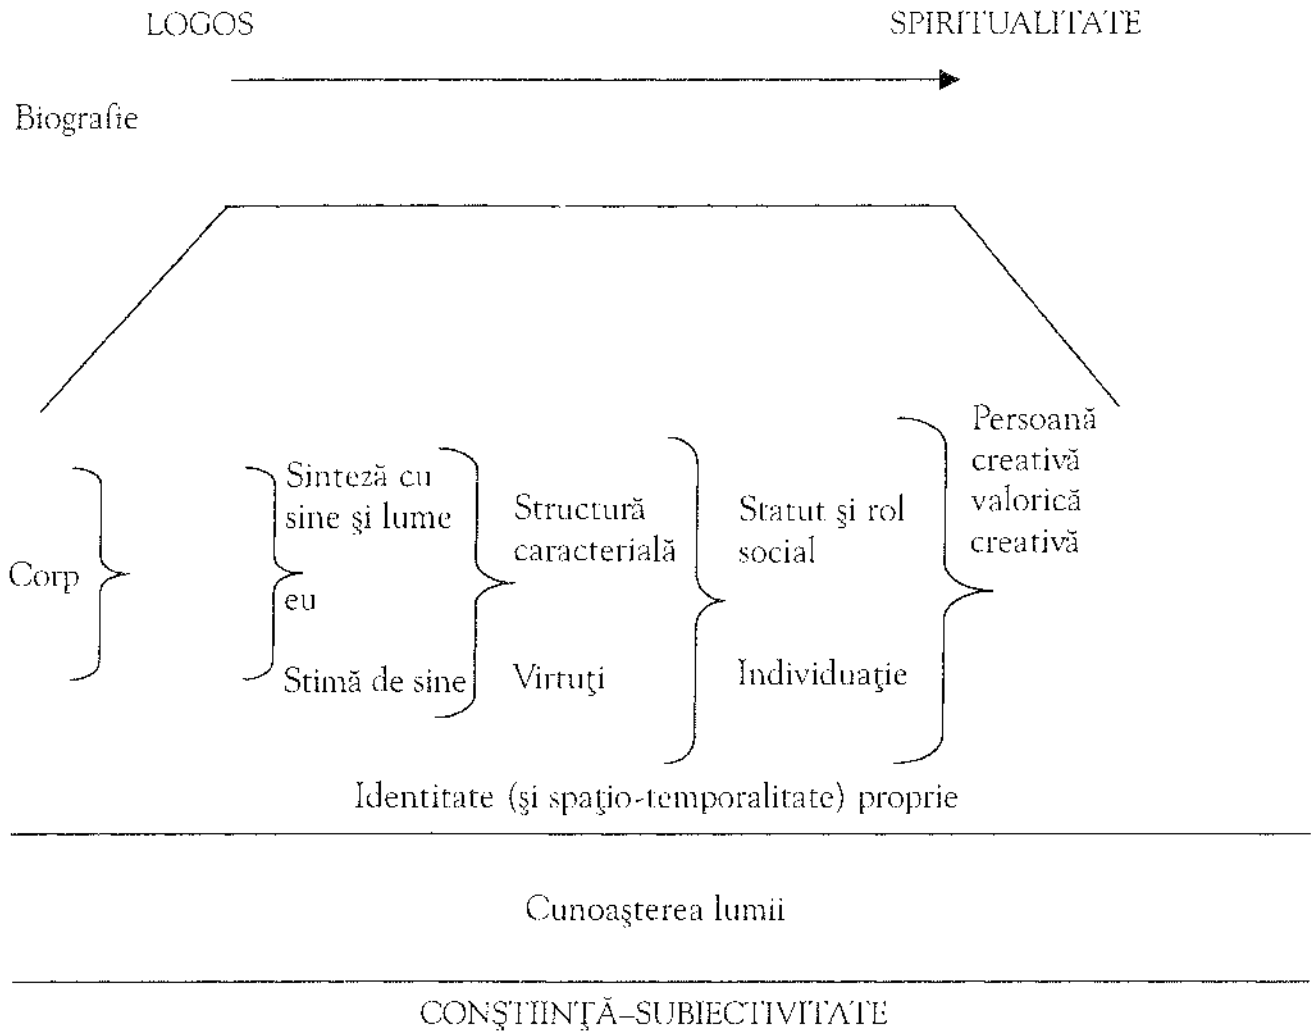 LOGOS
SPIRITUALITATE
Biografie
Corp
Sinteză cu
sine şi lume
eu
Stimă de sine
Structură
caracterială
Virtuţi
Statut şi rol
social
Individuaţie
Persoană
creativă
valorică
creativă
Identitate (şi spaţio-temporalitate) proprie
Cunoaşterea lumii
CONŞTIINŢĂ–SUBIECTIVITATE